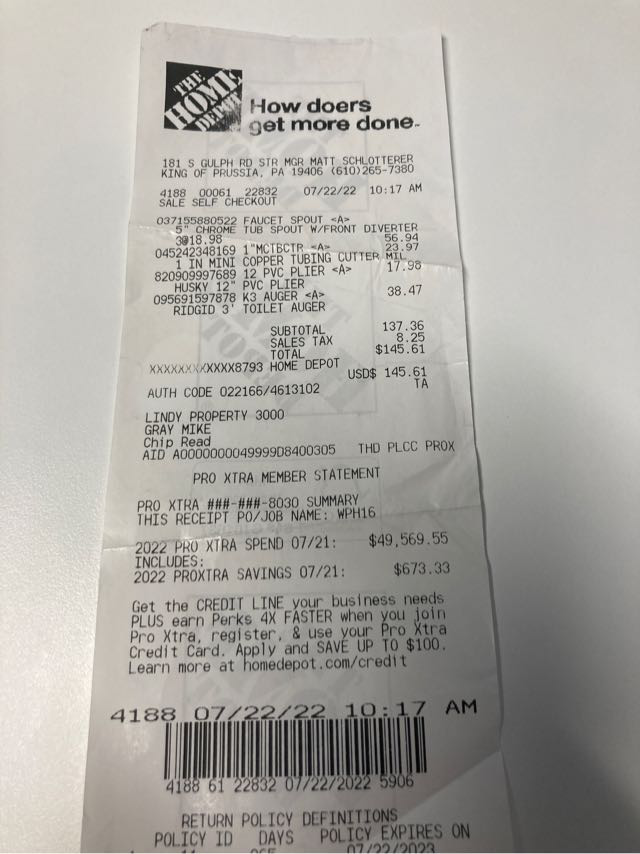 THE
HOME
DEPOT
How doers
get more done™
181 S GULPH RD STR MGR MATT SCHLOTTERER
KING OF PRUSSIA, PA 19406 (610)265-7380
4188 00061 22832 07/22/22 10:17 AM
SALE SELF CHECKOUT
037155880522 FAUCET SPOUT <A>
5" CHROME TUB SPOUT W/FRONT DIVERTER
3@18.98 56.94
045242348169 1"MCTBCTR <A> 23.97
1 IN MINI COPPER TUBING CUTTER MIL
820909997689 12 PVC PLIER <A> 17.98
HUSKY 12" PVC PLIER
095691597878 K3 AUGER <A> 38.47
RIDGID 3' TOILET AUGER
SUBTOTAL 137.36
SALES TAX 8.25
TOTAL $145.61
XXXXXXXXXXXX8793 HOME DEPOT
USD$ 145.61
AUTH CODE 022166/4613102 TA
LINDY PROPERTY 3000
GRAY MIKE
Chip Read
AID A0000000049999D8400305 THD PLCC PROX
PRO XTRA MEMBER STATEMENT
PRO XTRA ###-###-8030 SUMMARY
THIS RECEIPT PO/JOB NAME: WPH16
2022 PRO XTRA SPEND 07/21: $49,569.55
INCLUDES:
2022 PROXTRA SAVINGS 07/21: $673.33
Get the CREDIT LINE your business needs
PLUS earn Perks 4X FASTER when you join
Pro Xtra, register, & use your Pro Xtra
Credit Card. Apply and SAVE UP TO $100.
Learn more at homedepot.com/credit
4188 07/22/22 10:17 AM
4188 61 22832 07/22/2022 5906
RETURN POLICY DEFINITIONS
POLICY ID DAYS POLICY EXPIRES ON
07/22/2023